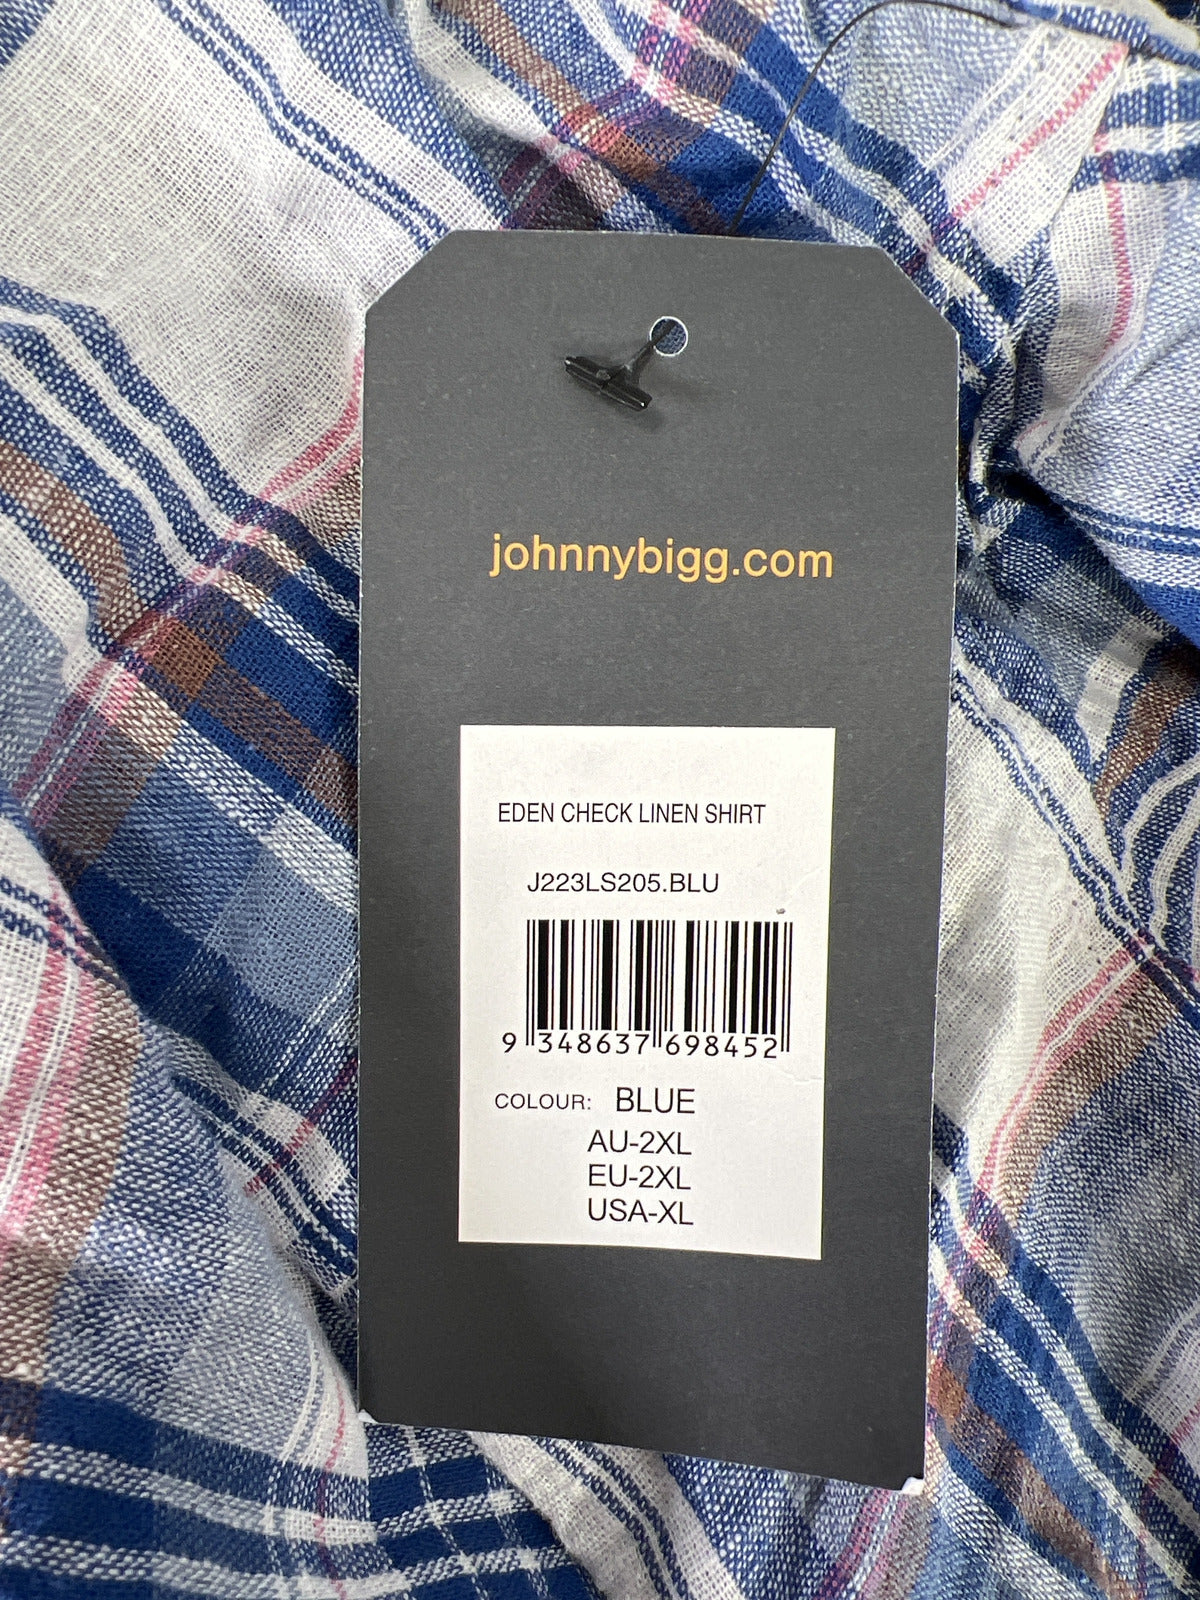 johnnybigg.com
EDEN CHECK LINEN SHIRT
J223LS205.BLU
9 348637 698452
COLOUR: BLUE
AU-2XL
EU-2XL
USA-XL